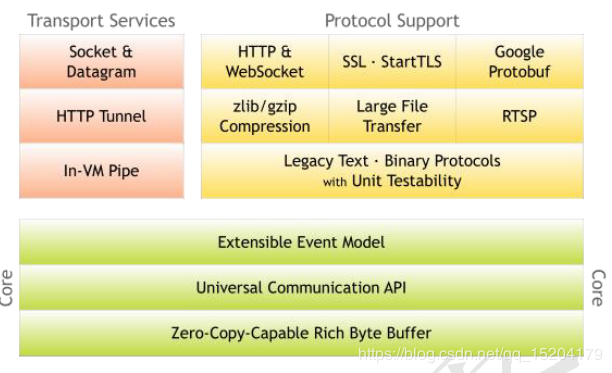 Transport Services
Protocol Support
Socket &
Datagram
HTTP Tunnel
In-VM Pipe
HTTP &
WebSocket
SSL · StartTLS
Google
Protobuf
zlib/gzip
Compression
Large File
Transfer
RTSP
Legacy Text · Binary Protocols
with Unit Testability
Core
Extensible Event Model
Universal Communication API
Zero-Copy-Capable Rich Byte Buffer
Core
https://blog.csdn.net/qq_15204179